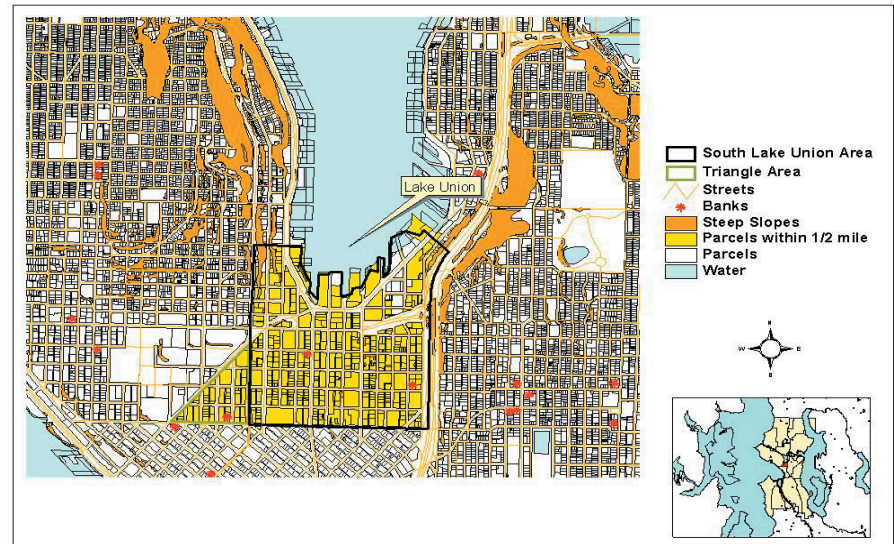 Lake Union
South Lake Union Area
Triangle Area
Streets
Banks
Steep Slopes
Parcels within 1/2 mile
Parcels
Water
N
W
E
S